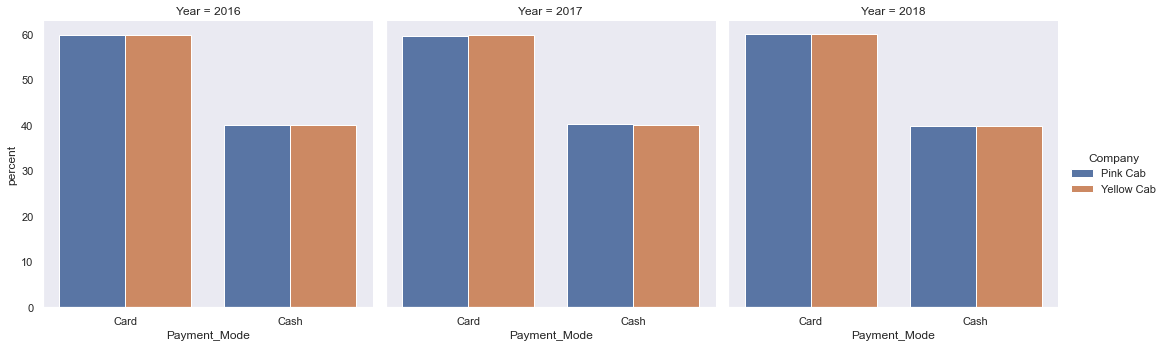 Year = 2016
Year = 2017
Year = 2018
60
50
40
30
20
10
0
percent
Card
Cash
Card
Cash
Card
Cash
Payment_Mode
Payment_Mode
Payment_Mode
Company
Pink Cab
Yellow Cab